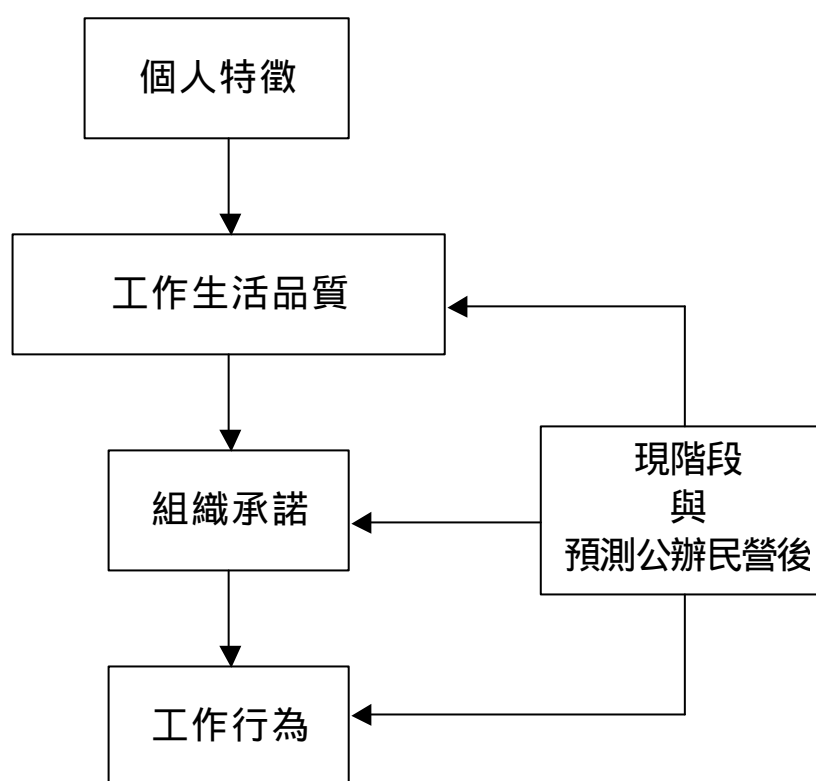 個人特徵
工作生活品質
組織承諾
現階段
與
預測公辦民營後
工作行為